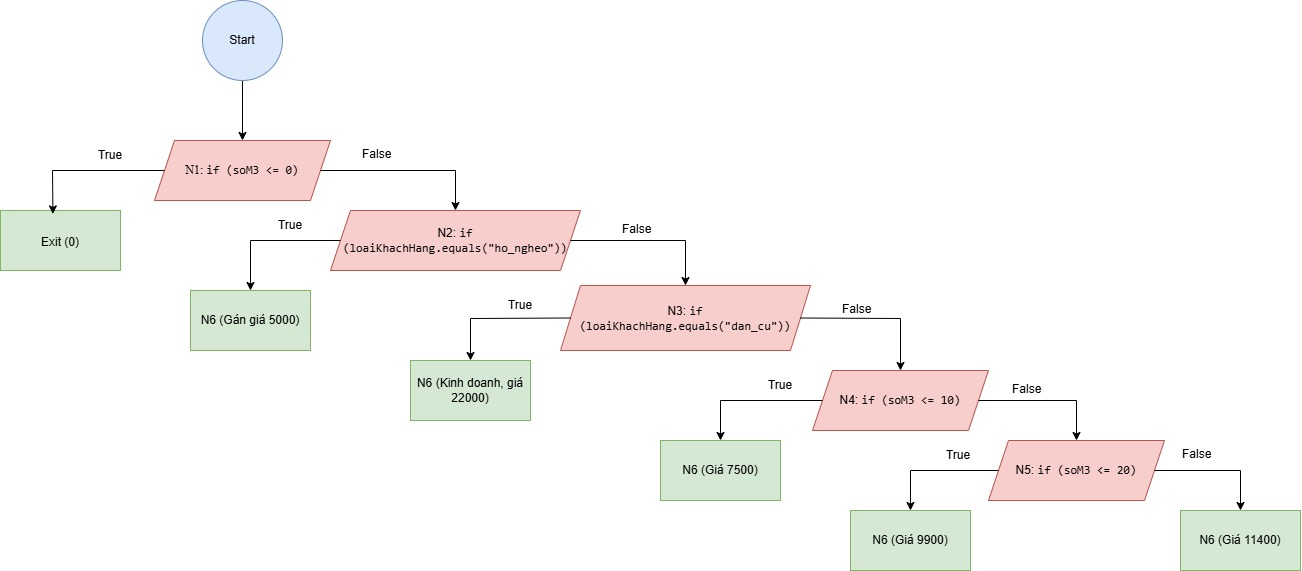 Start
True
False
N1: if (soM3 <= 0)
Exit (0)
True
False
N2: if
(loaiKhachHang.equals("ho_ngheo"))
N6 (Gán giá 5000)
True
False
N3: if
(loaiKhachHang.equals("dan_cu"))
N6 (Kinh doanh, giá
22000)
True
False
N4: if (soM3 <= 10)
N6 (Giá 7500)
True
False
N5: if (soM3 <= 20)
N6 (Giá 9900)
N6 (Giá 11400)